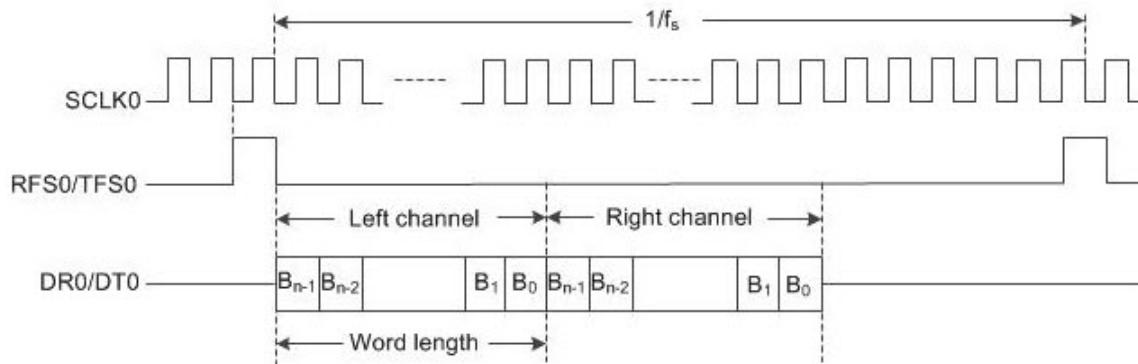 1/fs
SCLK0
RFS0/TFS0
Left channel
Right channel
DR0/DT0
Bn-1 Bn-2 B1 B0 Bn-1 Bn-2 B1 B0
Word length